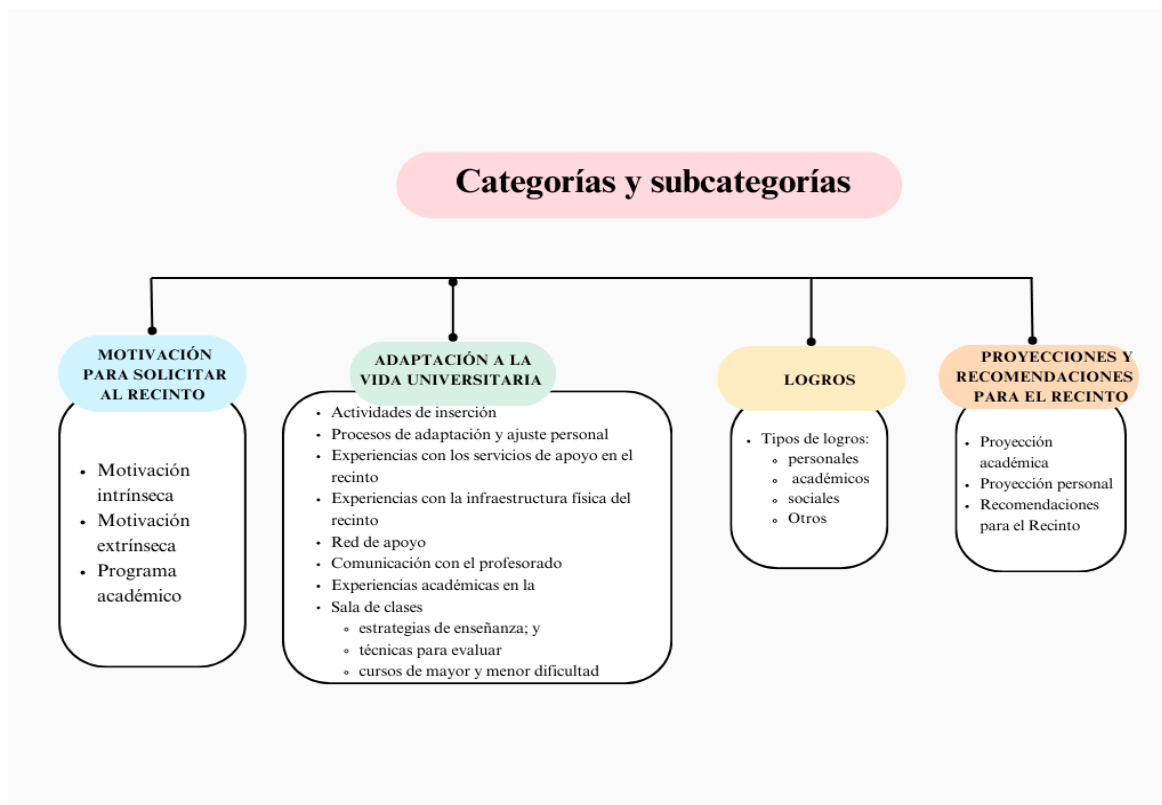 Categorías y subcategorías
MOTIVACIÓN
PARA SOLICITAR
AL RECINTO
Motivación
intrínseca
Motivación
extrínseca
Programa
académico
ADAPTACIÓN A LA
VIDA UNIVERSITARIA
Actividades de inserción
Procesos de adaptación y ajuste personal
Experiencias con los servicios de apoyo en el
recinto
Experiencias con la infraestructura física del
recinto
Red de apoyo
Comunicación con el profesorado
Experiencias académicas en la
Sala de clases
estrategias de enseñanza; y
técnicas para evaluar
cursos de mayor y menor dificultad
LOGROS
Tipos de logros:
personales
académicos
sociales
Otros
PROYECCIONES Y
RECOMENDACIONES
PARA EL RECINTO
Proyección
académica
Proyección personal
Recomendaciones
para el Recinto